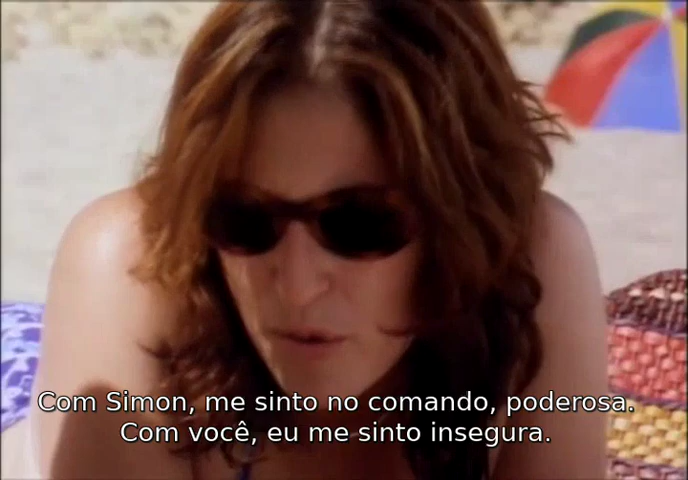 Com Simon, me sinto no comando, poderosa.
Com você, eu me sinto insegura.